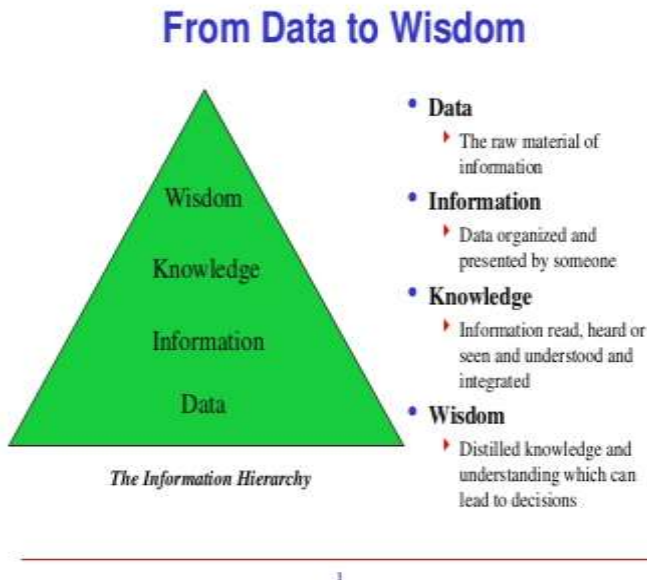 From Data to Wisdom
Wisdom
Knowledge
Information
Data
The Information Hierarchy
• Data
The raw material of
information
• Information
Data organized and
presented by someone
• Knowledge
Information read, heard or
seen and understood and
integrated
• Wisdom
Distilled knowledge and
understanding which can
lead to decisions